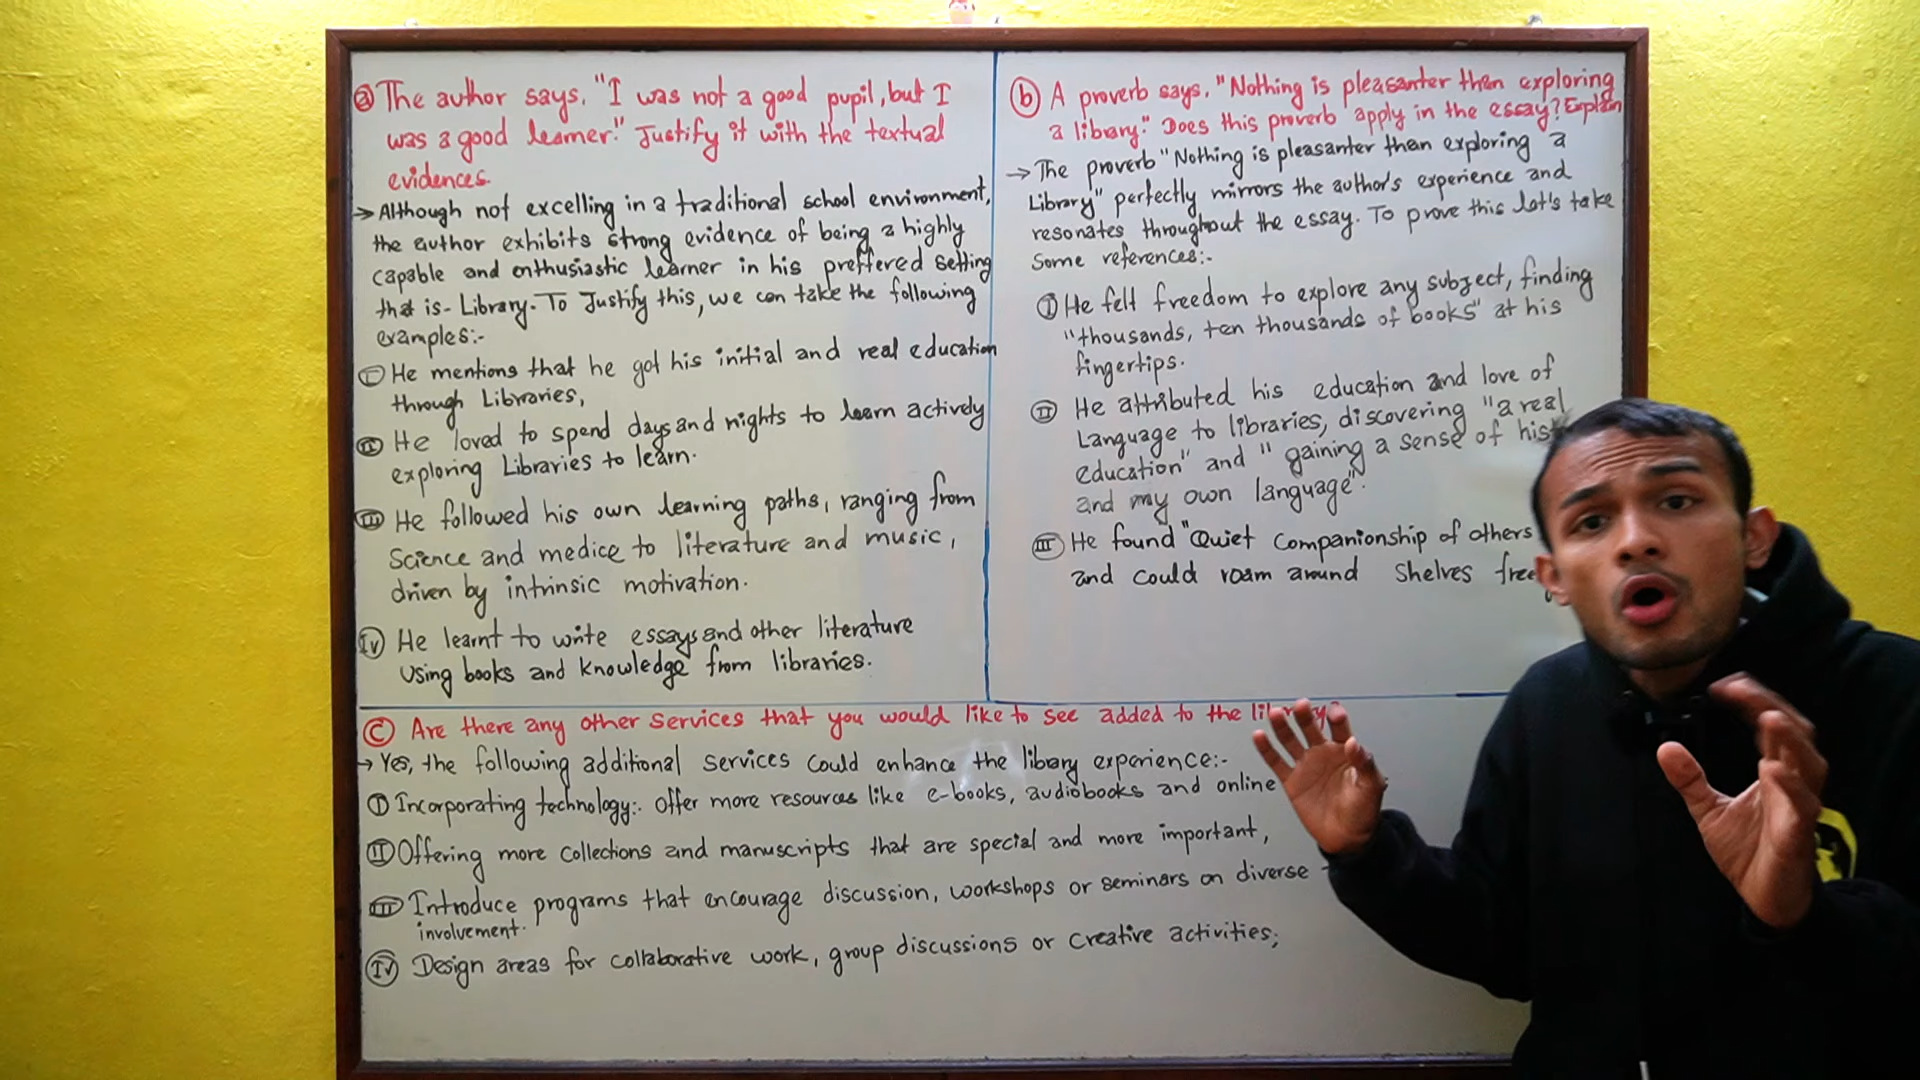 a The author says, "I was not a good pupil, but I
was a good learner." Justify it with the textual
evidences.
→ Although not excelling in a traditional school environment,
the author exhibits strong evidence of being a highly
capable and enthusiastic learner in his preffered setting
that is - Library. To Justify this, we can take the following
examples:-
I He mentions that he got his initial and real education
through Libraries,
II He loved to spend days and nights to learn actively
exploring Libraries to learn.
III He followed his own learning paths, ranging from
Science and medice to literature and music,
driven by intrinsic motivation.
IV He learnt to write essays and other literature
using books and knowledge from libraries.
b A proverb says, "Nothing is pleasanter then exploring
a library." Does this proverb apply in the essay? Explain
→ The proverb "Nothing is pleasanter than exploring a
Library" perfectly mirrors the author's experience and
resonates throughout the essay. To prove this let's take
Some references:-
I He felt freedom to explore any subject, finding
"thousands, ten thousands of books" at his
fingertips.
II He attributed his education and love of
Language to libraries, discovering "a real
education" and "gaining a sense of
and my own language".
III He found "Quiet Companionship of others
and could roam around Shelves
C Are there any other services that you would like to see added to the
→ Yes, the following additional services could enhance the library experience:-
I Incorporating technology:. Offer more resources like e-books, audiobooks and online
II Offering more collections and manuscripts that are special and more important,
III Introduce programs that encourage discussion, workshops or seminars on diverse
involvement.
IV Design areas for collaborative work, group discussions or creative activities;